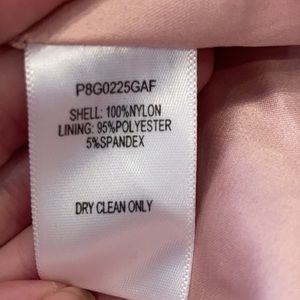 P8G0225GAF
SHELL: 100%NYLON
LINING: 95%POLYESTER
5%SPANDEX
DRY CLEAN ONLY